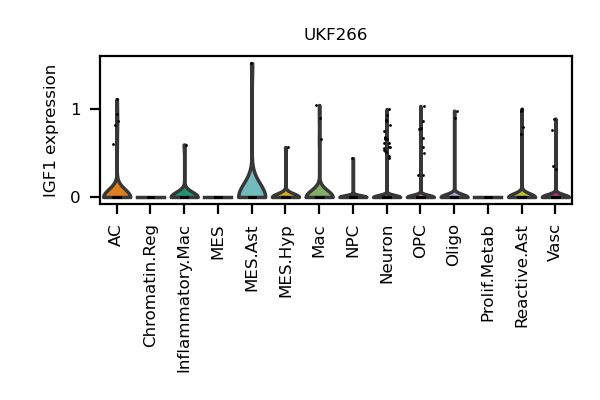 UKF266
IGF1 expression
1
0
AC
Chromatin.Reg
Inflammatory.Mac
MES
MES.Ast
MES.Hyp
Mac
NPC
Neuron
OPC
Oligo
Prolif.Metab
Reactive.Ast
Vasc